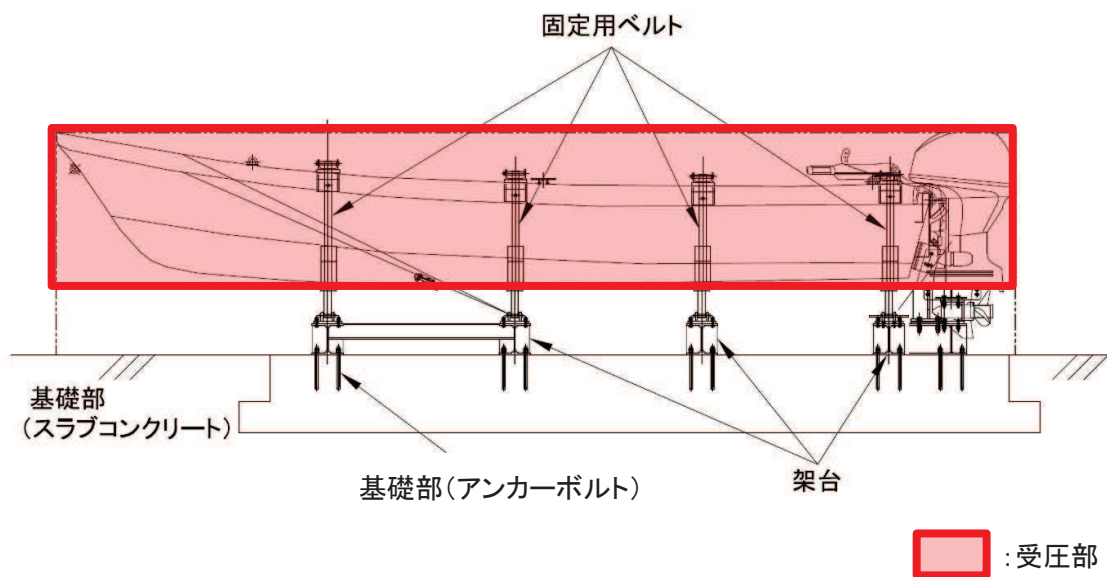 固定用ベルト
基礎部
(スラブコンクリート)
基礎部(アンカーボルト)
架台
:受圧部